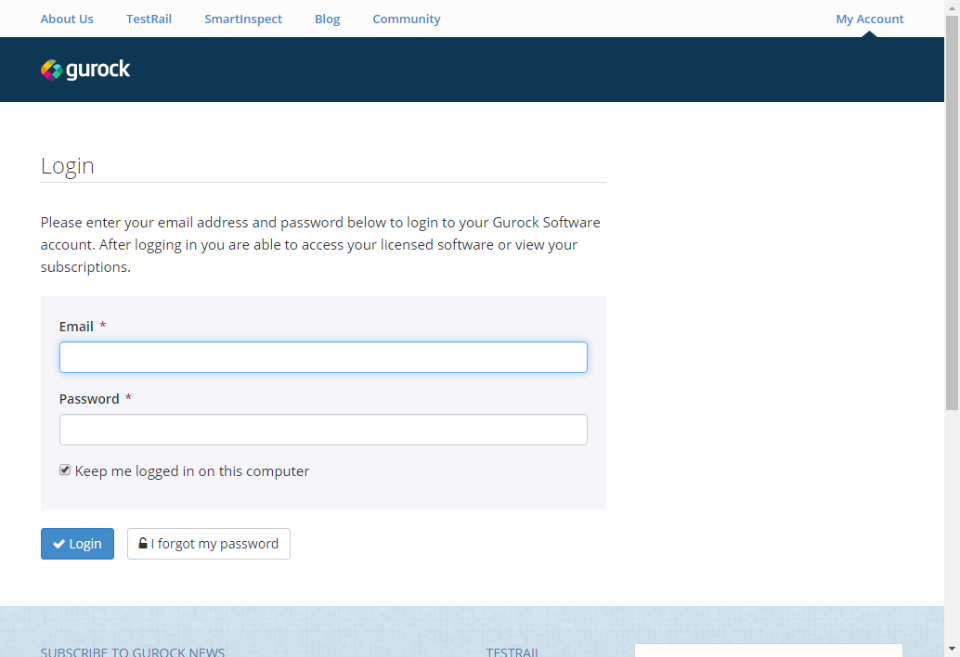 About Us TestRail SmartInspect Blog Community My Account
gurock
Login
Please enter your email address and password below to login to your Gurock Software
account. After logging in you are able to access your licensed software or view your
subscriptions.
Email *
Password *
Keep me logged in on this computer
Login I forgot my password
SUBSCRIBE TO GUROCK NEWS TESTRAIL